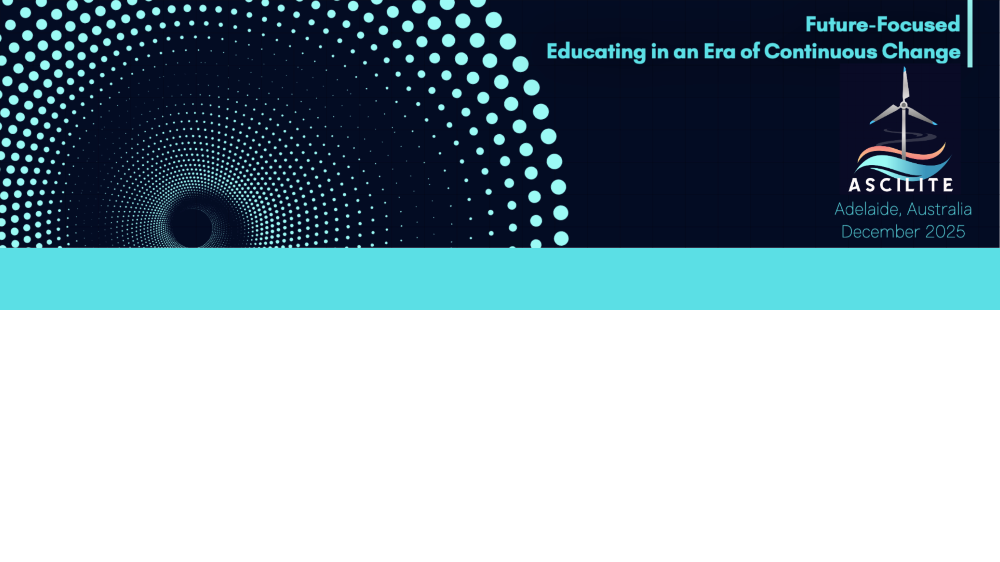 Future-Focused
Educating in an Era of Continuous Change
ASCILITE
Adelaide, Australia
December 2025